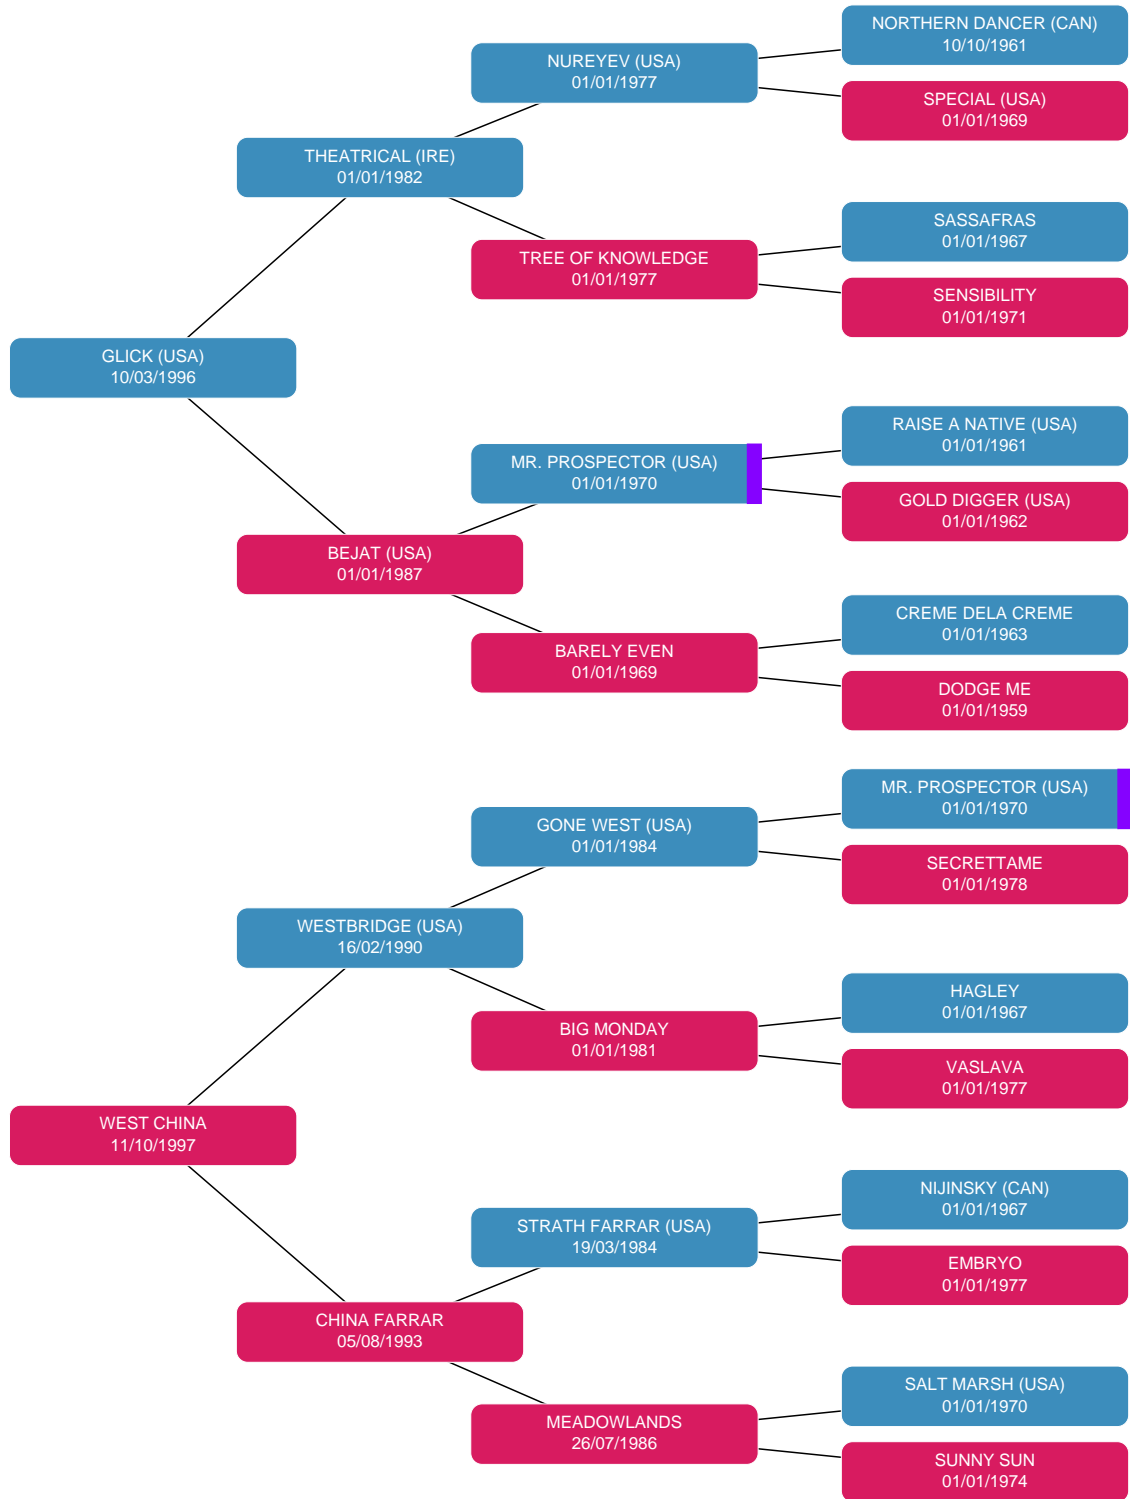 NORTHERN DANCER (CAN)
10/10/1961
NUREYEV (USA)
01/01/1977
SPECIAL (USA)
01/01/1969
THEATRICAL (IRE)
01/01/1982
SASSAFRAS
01/01/1967
TREE OF KNOWLEDGE
01/01/1977
SENSIBILITY
01/01/1971
GLICK (USA)
10/03/1996
RAISE A NATIVE (USA)
01/01/1961
MR. PROSPECTOR (USA)
01/01/1970
GOLD DIGGER (USA)
01/01/1962
BEJAT (USA)
01/01/1987
CREME DELA CREME
01/01/1963
BARELY EVEN
01/01/1969
DODGE ME
01/01/1959
MR. PROSPECTOR (USA)
01/01/1970
GONE WEST (USA)
01/01/1984
SECRETTAME
01/01/1978
WESTBRIDGE (USA)
16/02/1990
HAGLEY
01/01/1967
BIG MONDAY
01/01/1981
VASLAVA
01/01/1977
WEST CHINA
11/10/1997
NIJINSKY (CAN)
01/01/1967
STRATH FARRAR (USA)
19/03/1984
EMBRYO
01/01/1977
CHINA FARRAR
05/08/1993
SALT MARSH (USA)
01/01/1970
MEADOWLANDS
26/07/1986
SUNNY SUN
01/01/1974